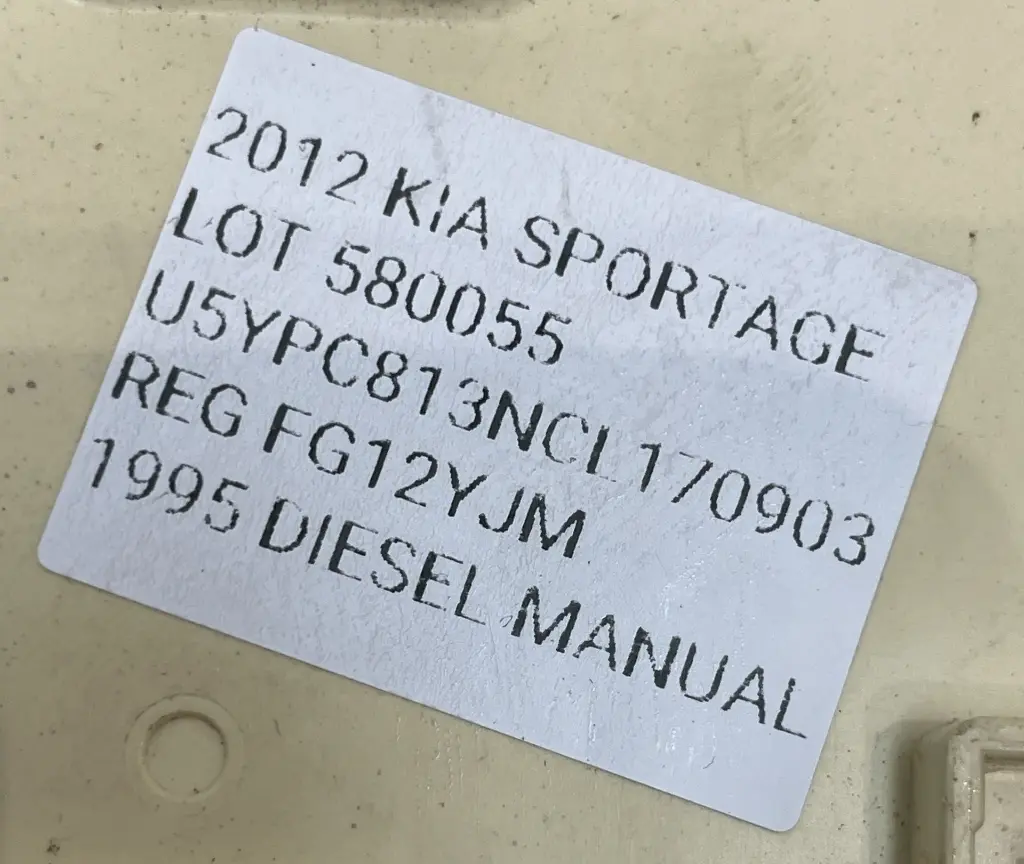 2012 KIA SPORTAGE
LOT 580055
U5YPC813NCL170903
REG FG12YJM
1995 DIESEL MANUAL